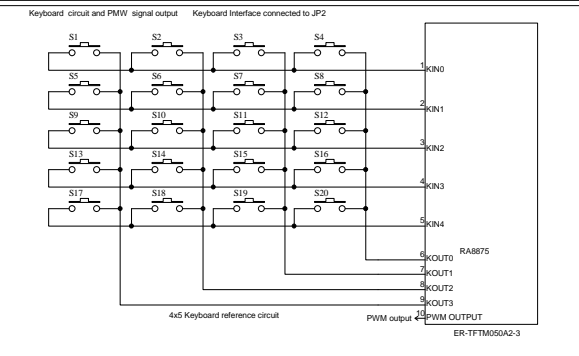 Keyboard circuit and PMW signal output Keyboard Interface connected to JP2
S1 S2 S3 S4
1 KIN0
S5 S6 S7 S8
2 KIN1
S9 S10 S11 S12
3 KIN2
S13 S14 S15 S16
4 KIN3
S17 S18 S19 S20
5 KIN4
RA8875
6 KOUT0
7 KOUT1
8 KOUT2
9 KOUT3
4x5 Keyboard reference circuit
PWM output 10 PWM OUTPUT
ER-TFTM050A2-3